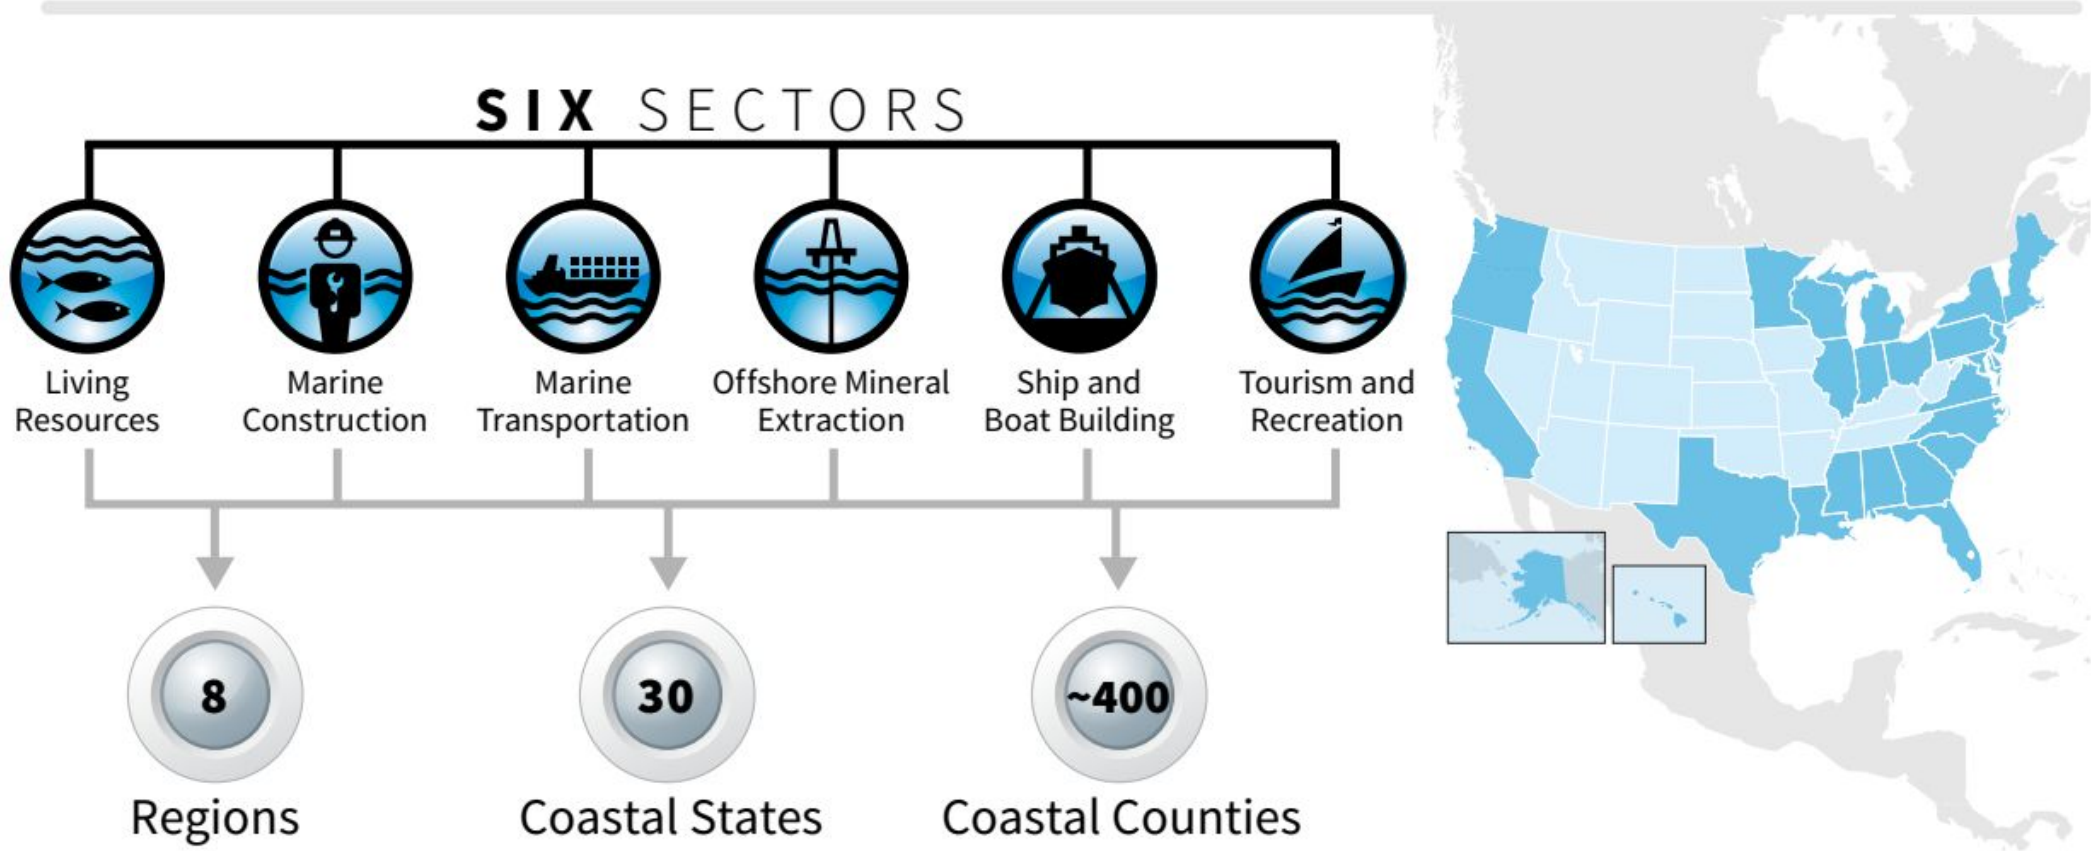 SIX SECTORS
Living
Resources
Marine
Construction
Marine
Transportation
Offshore Mineral
Extraction
Ship and
Boat Building
Tourism and
Recreation
8
Regions
30
Coastal States
~400
Coastal Counties